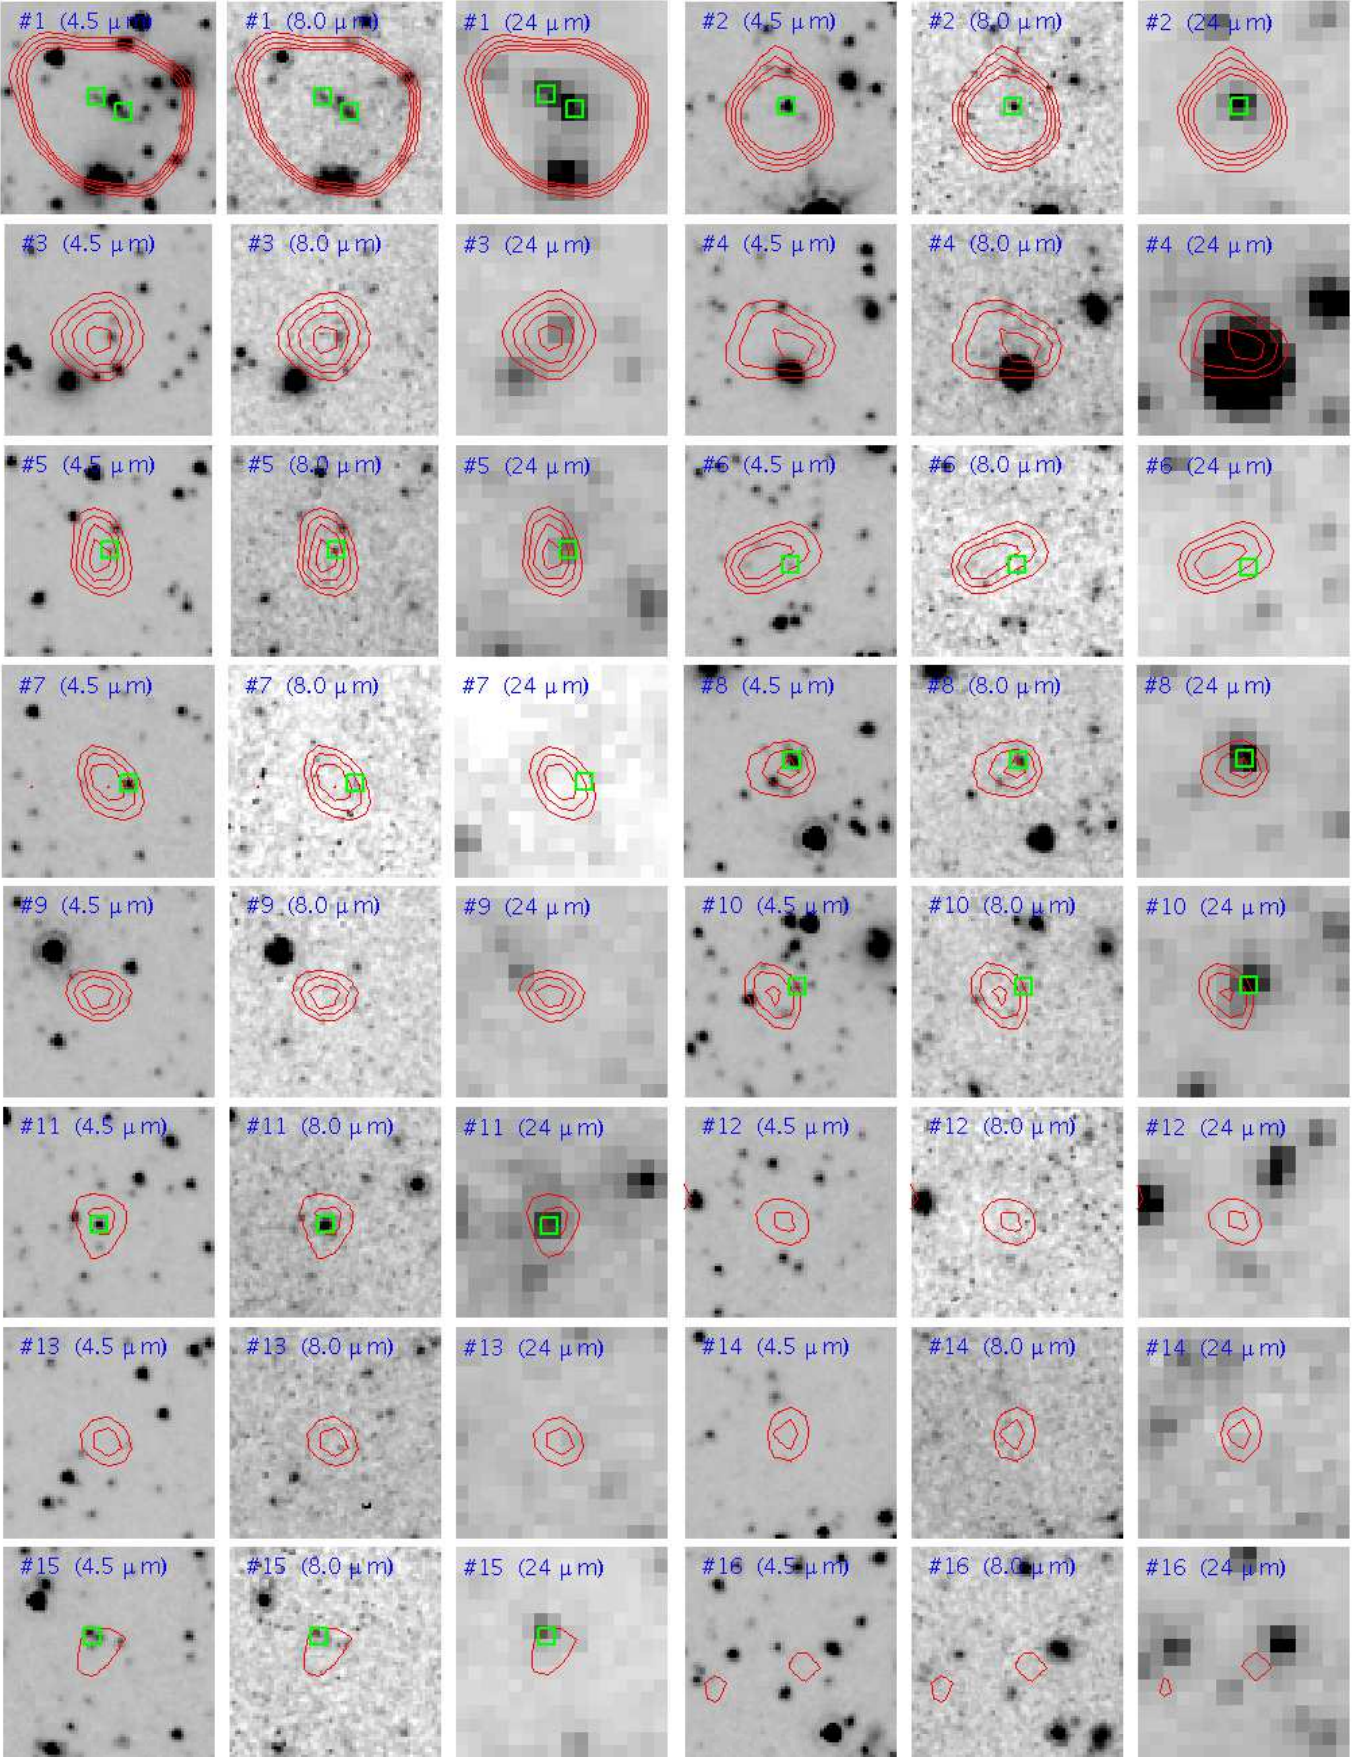 #1 (4.5 μm) #1 (8.0 μm) #1 (24 μm) #2 (4.5 μm) #2 (8.0 μm) #2 (24 μm)
#3 (4.5 μm) #3 (8.0 μm) #3 (24 μm) #4 (4.5 μm) #4 (8.0 μm) #4 (24 μm)
#5 (4.5 μm) #5 (8.0 μm) #5 (24 μm) #6 (4.5 μm) #6 (8.0 μm) #6 (24 μm)
#7 (4.5 μm) #7 (8.0 μm) #7 (24 μm) #8 (4.5 μm) #8 (8.0 μm) #8 (24 μm)
#9 (4.5 μm) #9 (8.0 μm) #9 (24 μm) #10 (4.5 μm) #10 (8.0 μm) #10 (24 μm)
#11 (4.5 μm) #11 (8.0 μm) #11 (24 μm) #12 (4.5 μm) #12 (8.0 μm) #12 (24 μm)
#13 (4.5 μm) #13 (8.0 μm) #13 (24 μm) #14 (4.5 μm) #14 (8.0 μm) #14 (24 μm)
#15 (4.5 μm) #15 (8.0 μm) #15 (24 μm) #16 (4.5 μm) #16 (8.0 μm) #16 (24 μm)